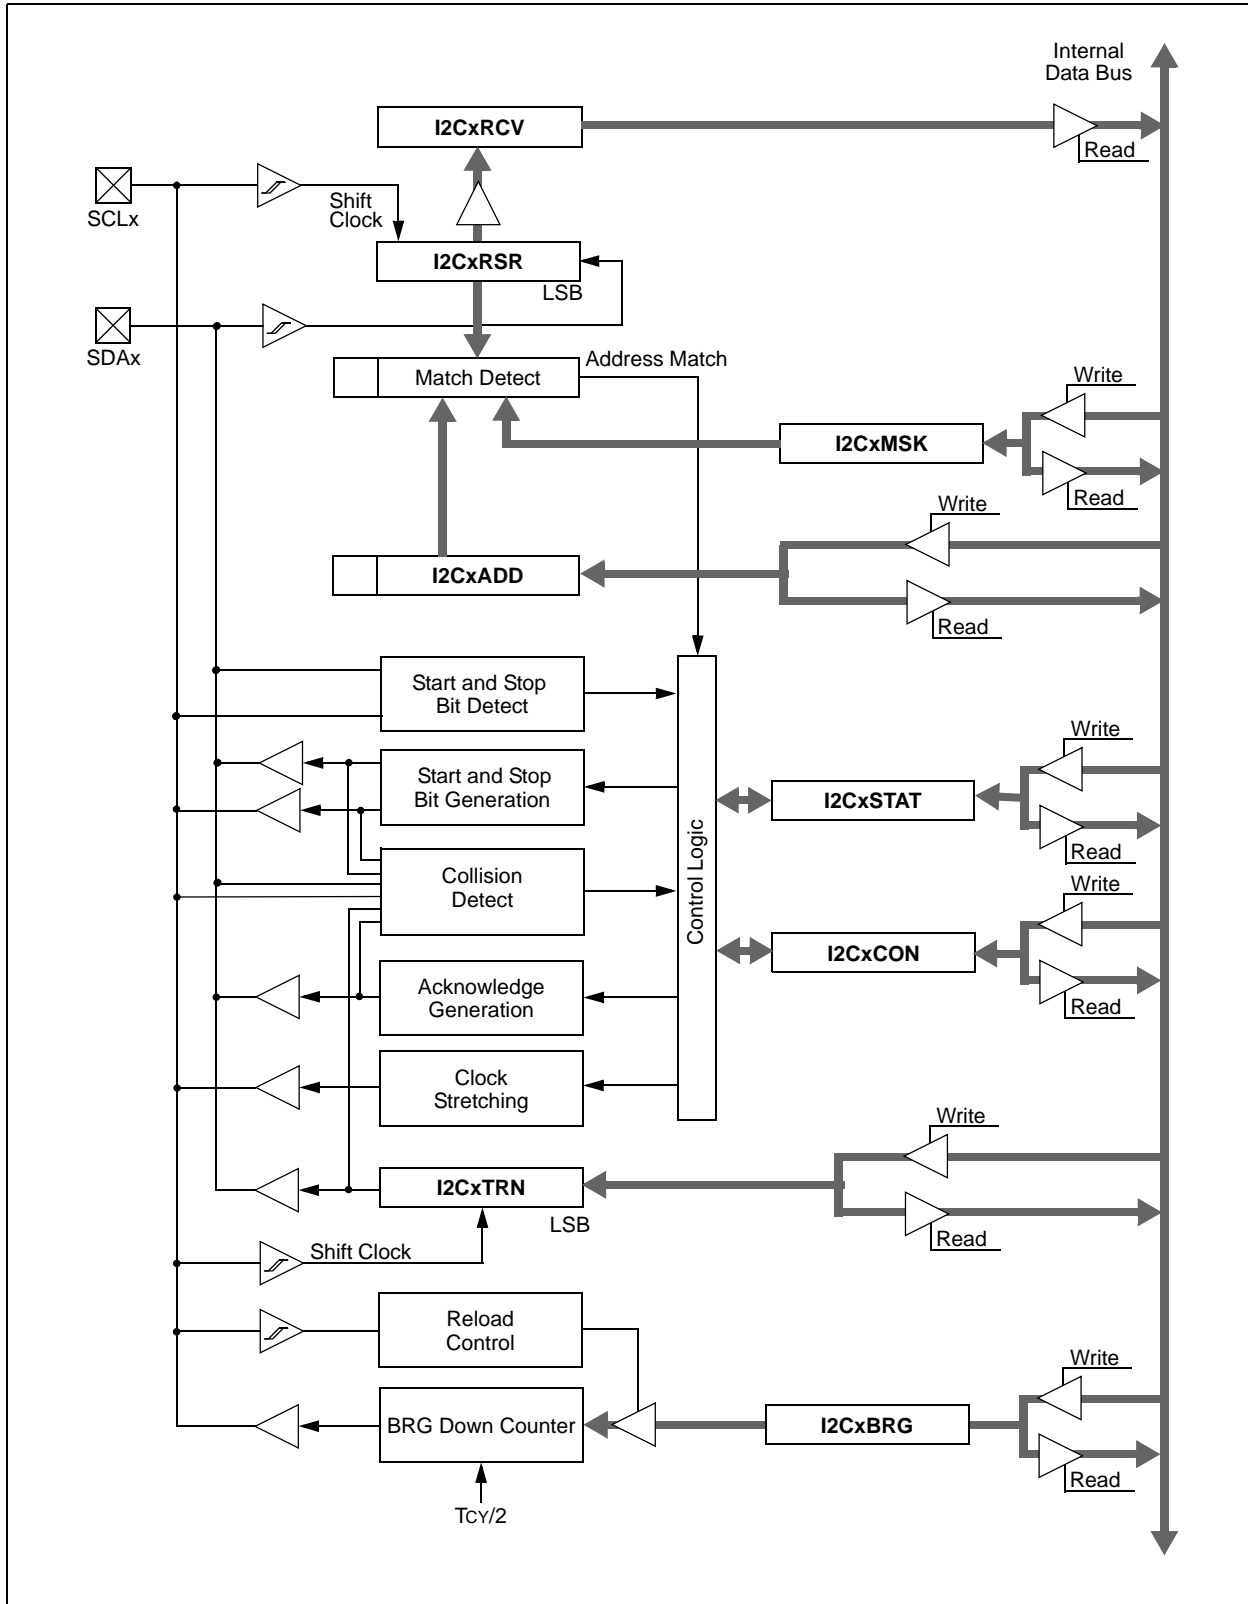 Internal
Data Bus
I2CxRCV
Read
SCLx
Shift
Clock
I2CxRSR
LSB
SDAx
Address Match
Match Detect
Write
I2CxMSK
Read
Write
I2CxADD
Read
Start and Stop
Bit Detect
Write
Start and Stop
Bit Generation
I2CxSTAT
Read
Control Logic
Collision
Detect
Write
I2CxCON
Read
Acknowledge
Generation
Clock
Stretching
Write
I2CxTRN
LSB
Read
Shift Clock
Reload
Control
Write
BRG Down Counter
I2CxBRG
Read
TCY/2